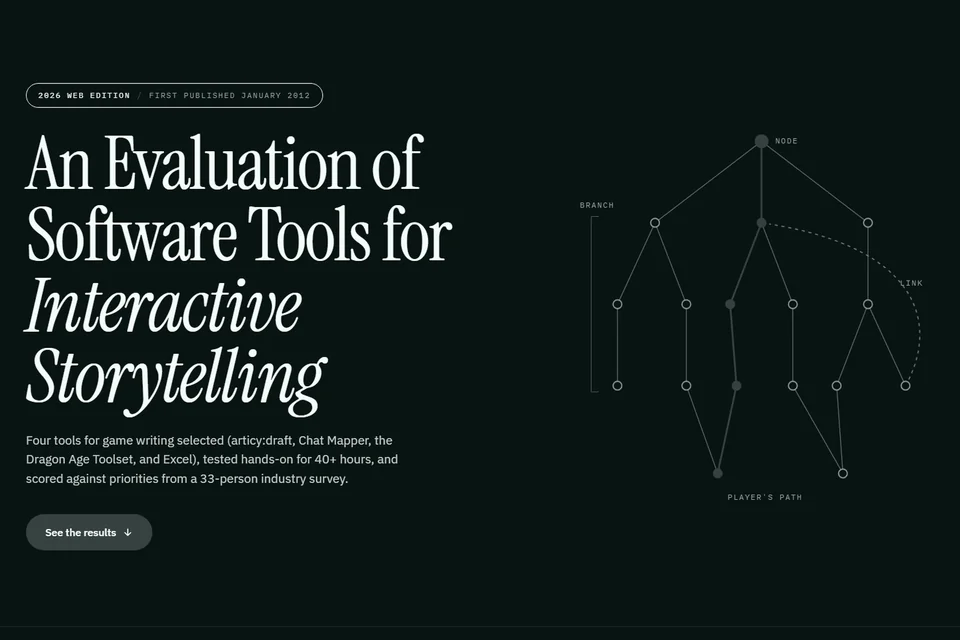 2026 WEB EDITION / FIRST PUBLISHED JANUARY 2012
An Evaluation of
Software Tools for
Interactive
Storytelling
Four tools for game writing selected (articy:draft, Chat Mapper, the
Dragon Age Toolset, and Excel), tested hands-on for 40+ hours, and
scored against priorities from a 33-person industry survey.
See the results ↓
NODE
BRANCH
LINK
PLAYER'S PATH